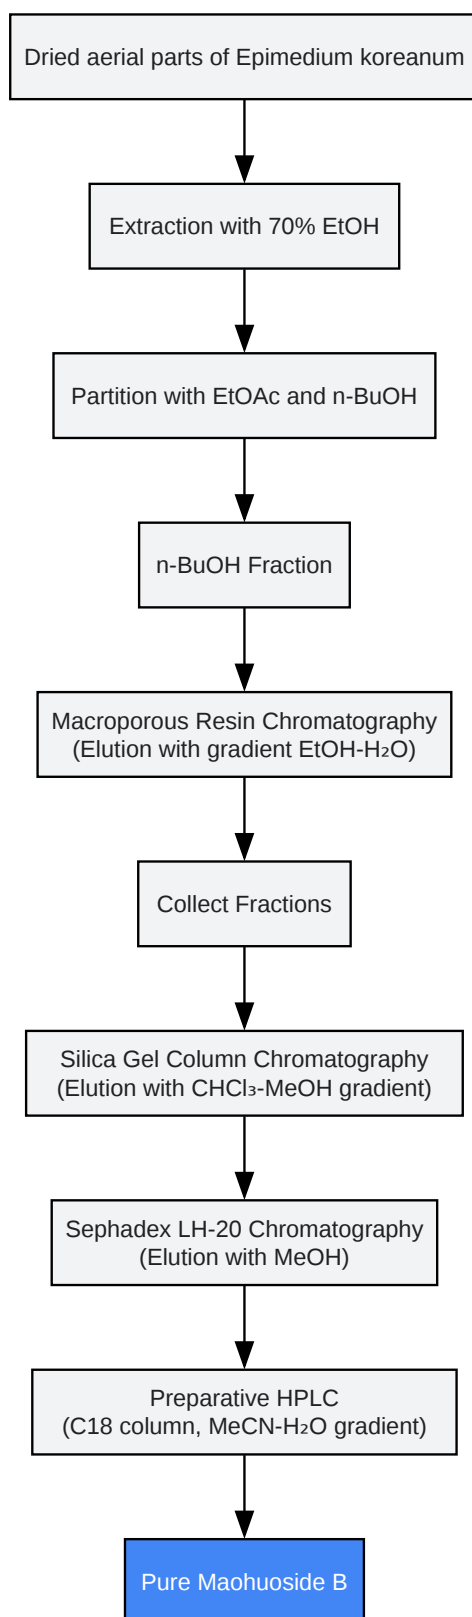 Dried aerial parts of Epimedium koreanum
Extraction with 70% EtOH
Partition with EtOAc and n-BuOH
n-BuOH Fraction
Macroporous Resin Chromatography
(Elution with gradient EtOH-H₂O)
Collect Fractions
Silica Gel Column Chromatography
(Elution with CHCl₃-MeOH gradient)
Sephadex LH-20 Chromatography
(Elution with MeOH)
Preparative HPLC
(C18 column, MeCN-H₂O gradient)
Pure Maohuoside B